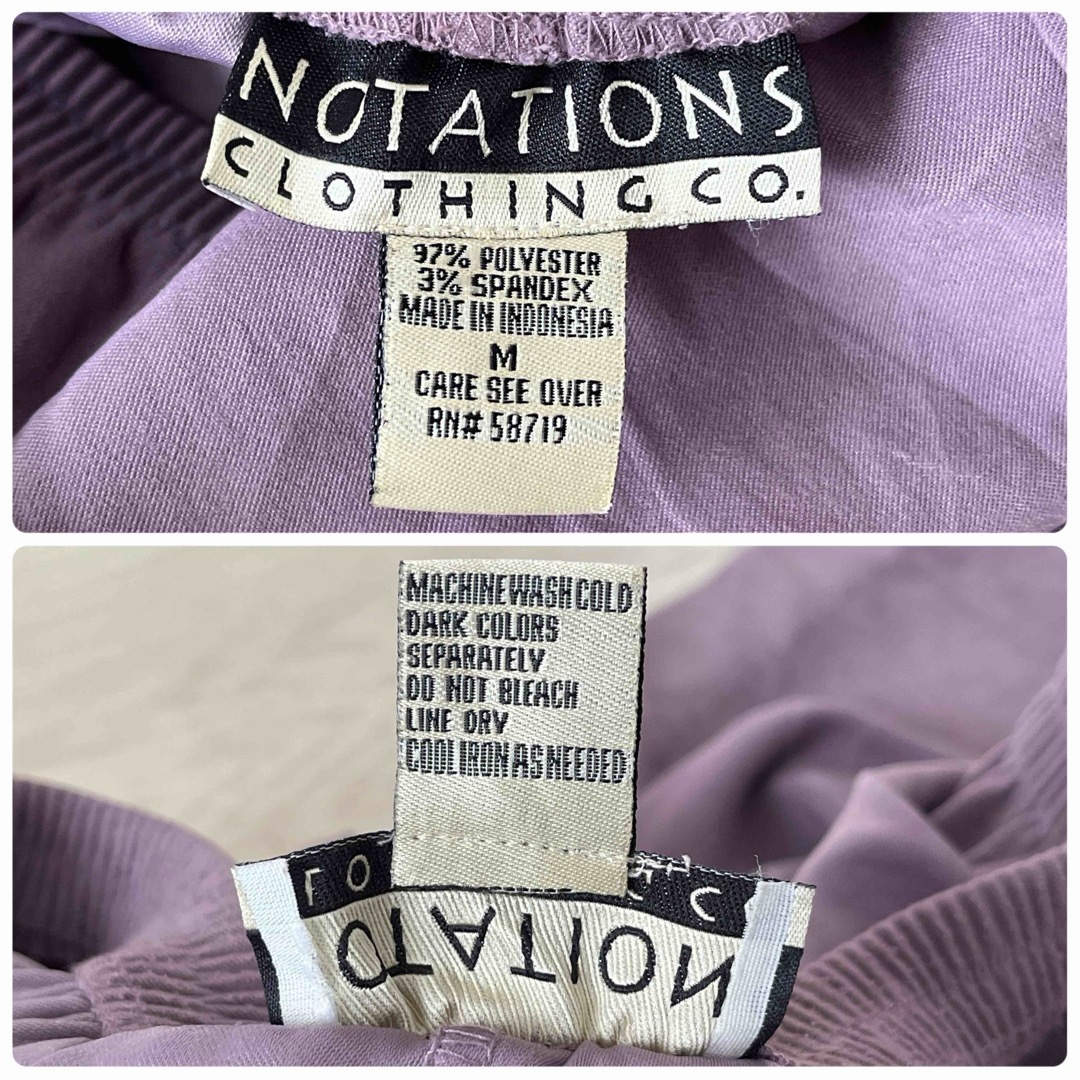 NOTATIONS
CLOTHING CO.
97% POLYESTER
3% SPANDEX
MADE IN INDONESIA
M
CARE SEE OVER
RN# 58719
MACHINE WASH COLD
DARK COLORS
SEPARATELY
DO NOT BLEACH
LINE DRY
COOL IRON AS NEEDED